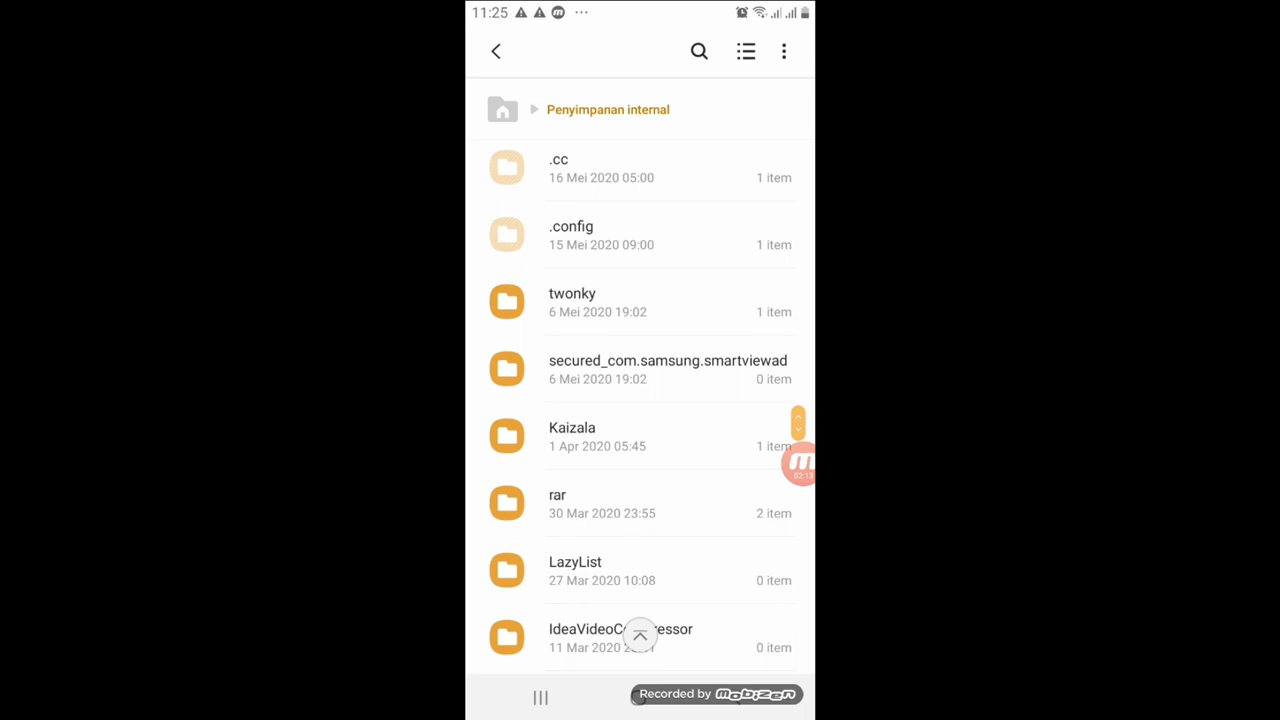 11:25
Penyimpanan internal
.cc
16 Mei 2020 05:00 1 item
.config
15 Mei 2020 09:00 1 item
twonky
6 Mei 2020 19:02 1 item
secured_com.samsung.smartviewad
6 Mei 2020 19:02 0 item
Kaizala
1 Apr 2020 05:45 1 item
02:13
rar
30 Mar 2020 23:55 2 item
LazyList
27 Mar 2020 10:08 0 item
11 Mar 2020 0 item
Recorded by mobizen